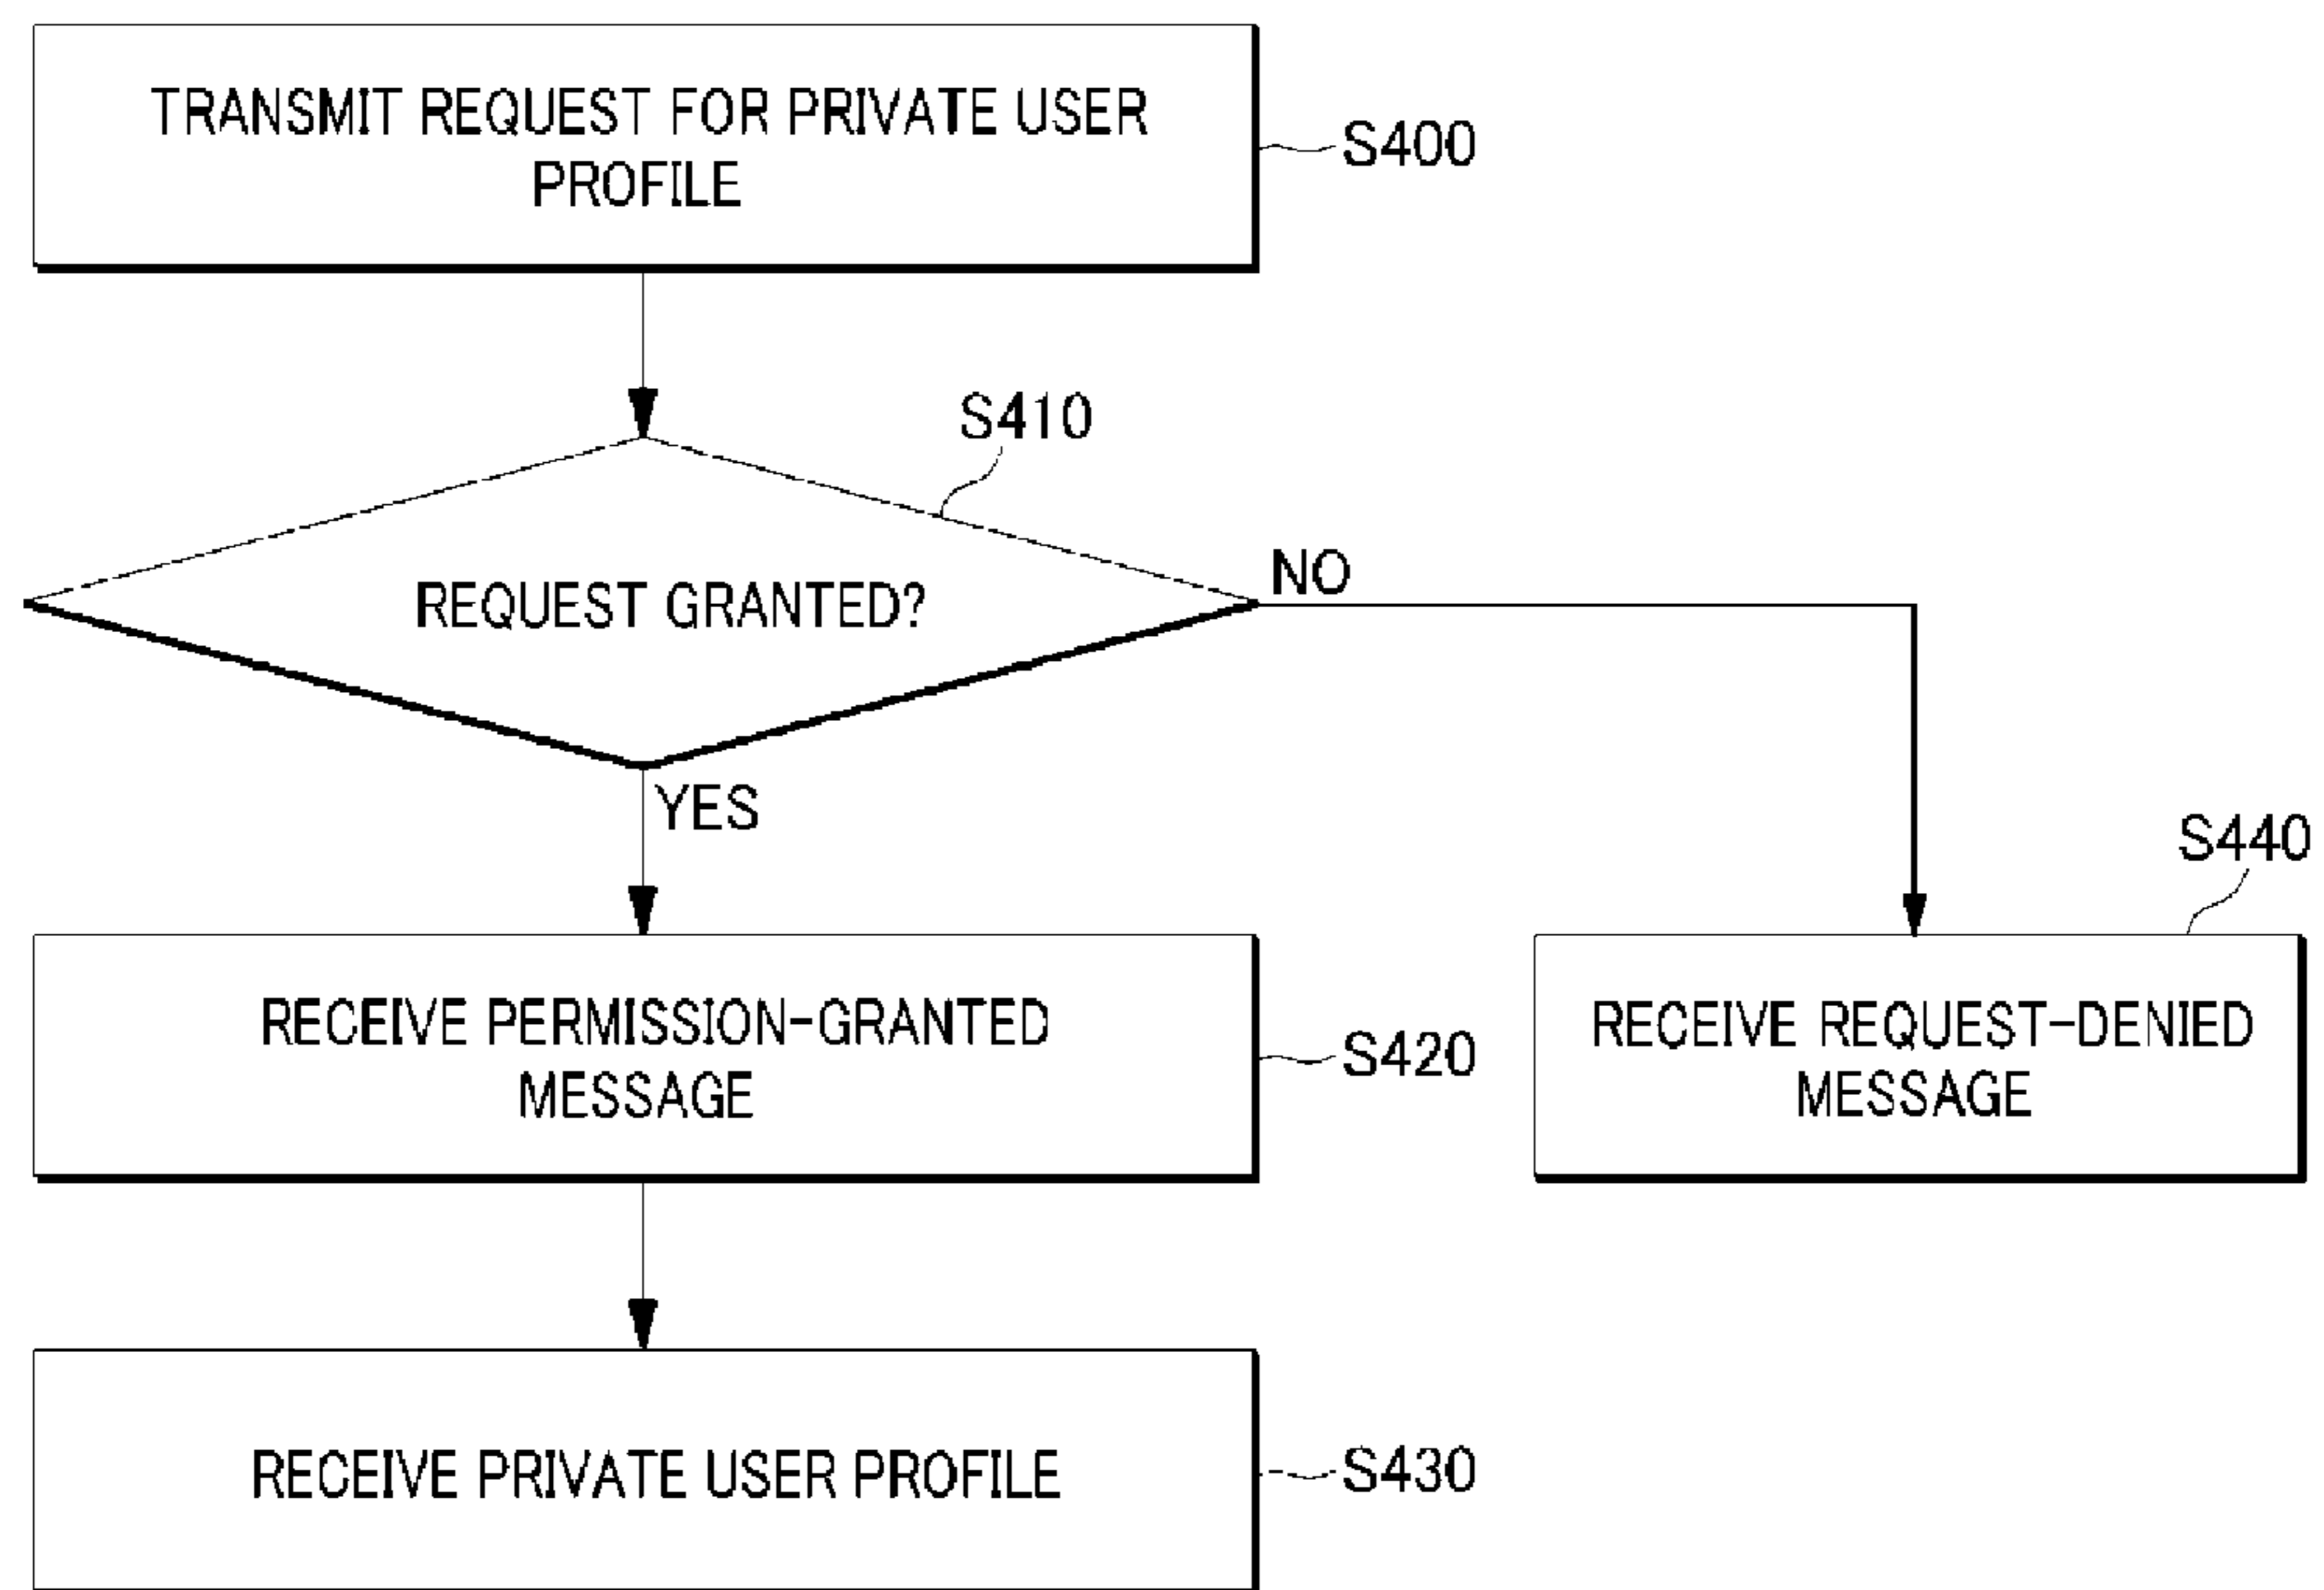 TRANSMIT REQUEST FOR PRIVATE USER
PROFILE
S400
S410
REQUEST GRANTED?
NO
YES
S440
RECEIVE PERMISSION-GRANTED
MESSAGE
S420
RECEIVE REQUEST-DENIED
MESSAGE
RECEIVE PRIVATE USER PROFILE
S430